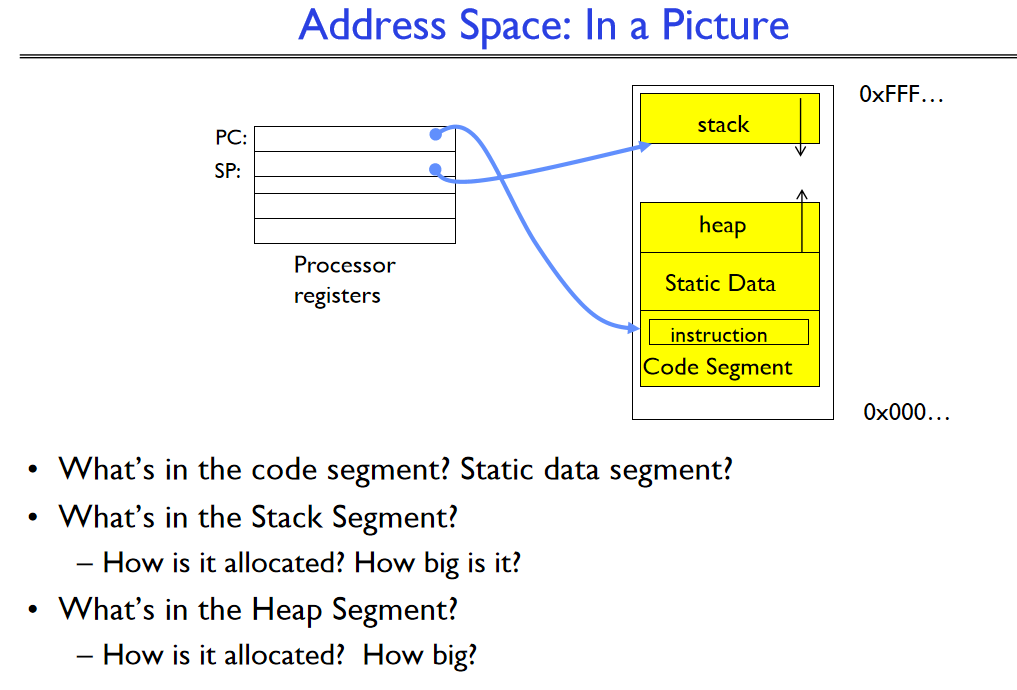 Address Space: In a Picture
0xFFF…
stack
PC:
SP:
heap
Processor
registers
Static Data
instruction
Code Segment
0x000…
• What’s in the code segment? Static data segment?
• What’s in the Stack Segment?
– How is it allocated? How big is it?
• What’s in the Heap Segment?
– How is it allocated?  How big?